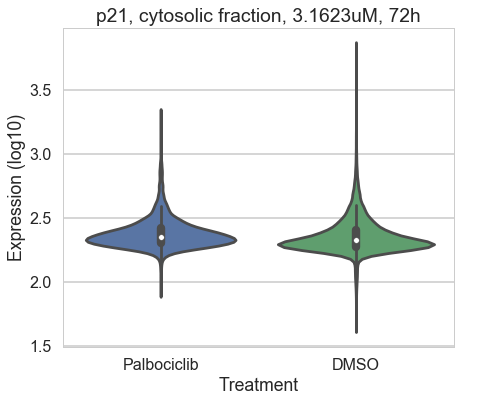 p21, cytosolic fraction, 3.1623uM, 72h
Expression (log10)
3.5
3.0
2.5
2.0
1.5
Palbociclib DMSO
Treatment